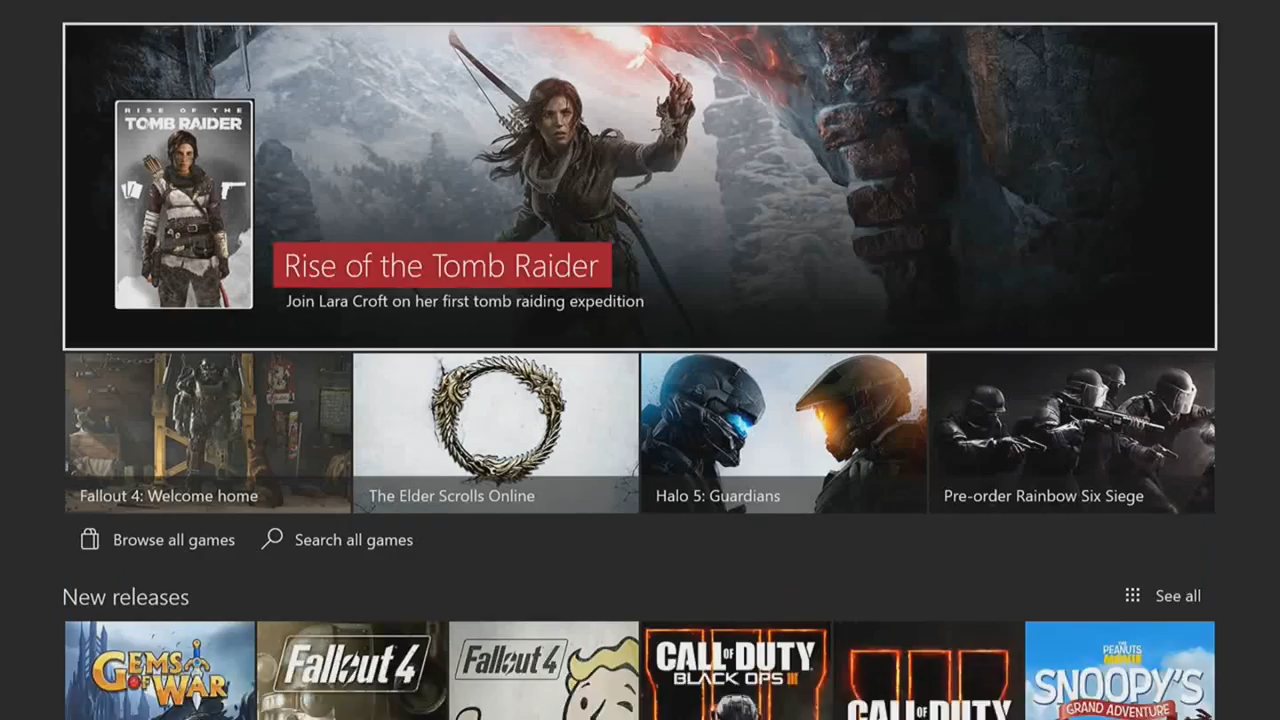 RISE OF THE
TOMB RAIDER
Rise of the Tomb Raider
Join Lara Croft on her first tomb raiding expedition
Fallout 4: Welcome home
The Elder Scrolls Online
Halo 5: Guardians
Pre-order Rainbow Six Siege
Browse all games
Search all games
New releases
See all
GEMS OF WAR
Fallout 4
Fallout 4
CALL OF DUTY
BLACK OPS III
CALL OF DUTY
THE
PEANUTS
MOVIE
SNOOPY'S
GRAND ADVENTURE